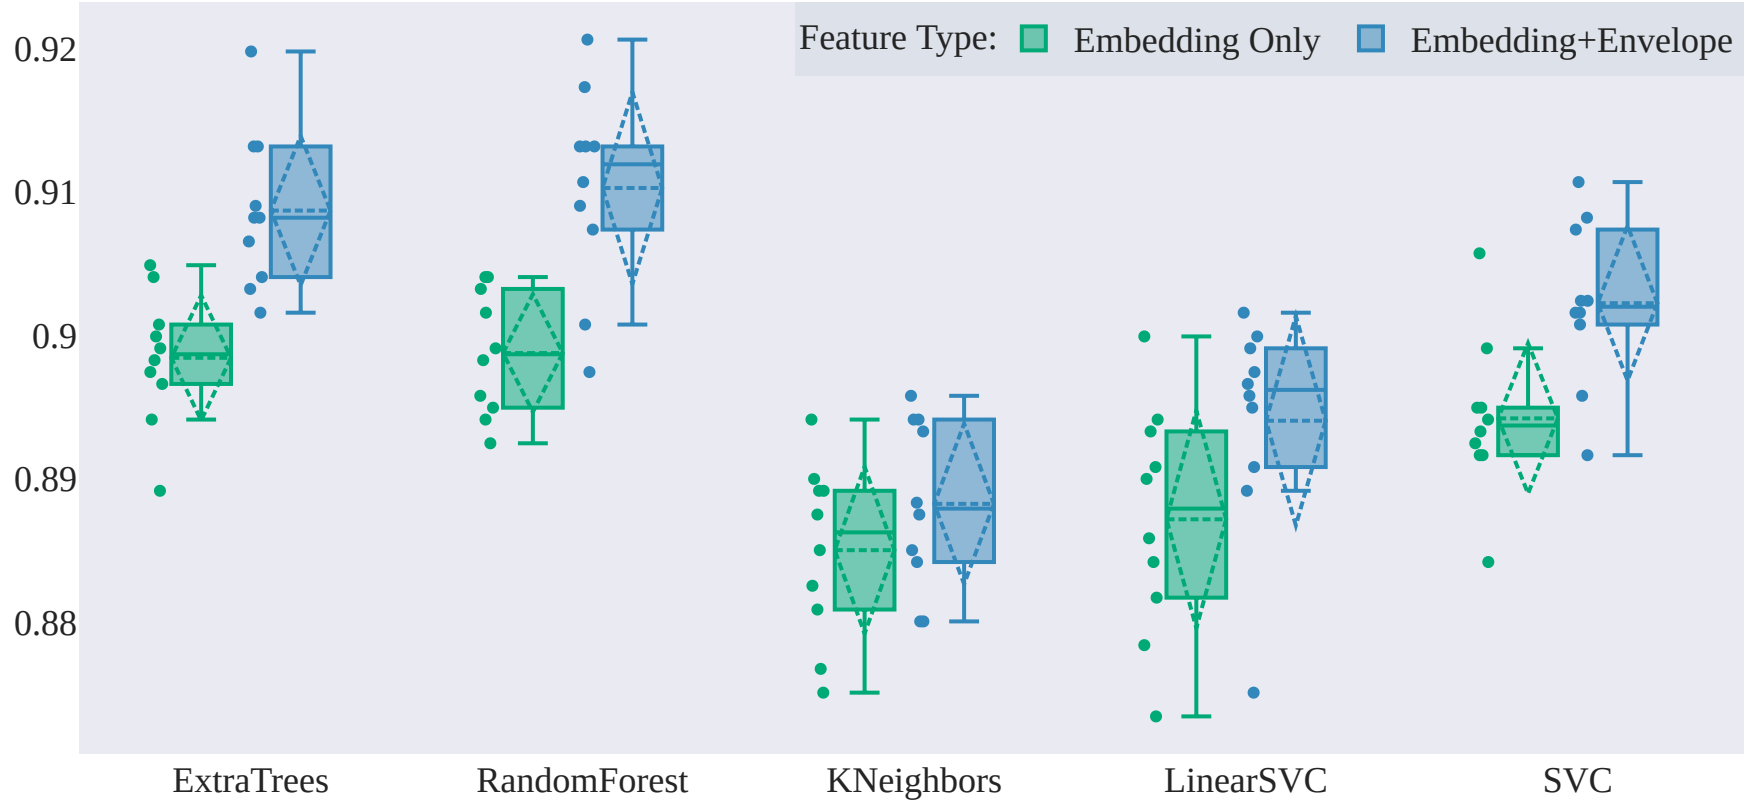 Feature Type: Embedding Only Embedding+Envelope
0.92
0.91
0.9
0.89
0.88
ExtraTrees RandomForest KNeighbors LinearSVC SVC